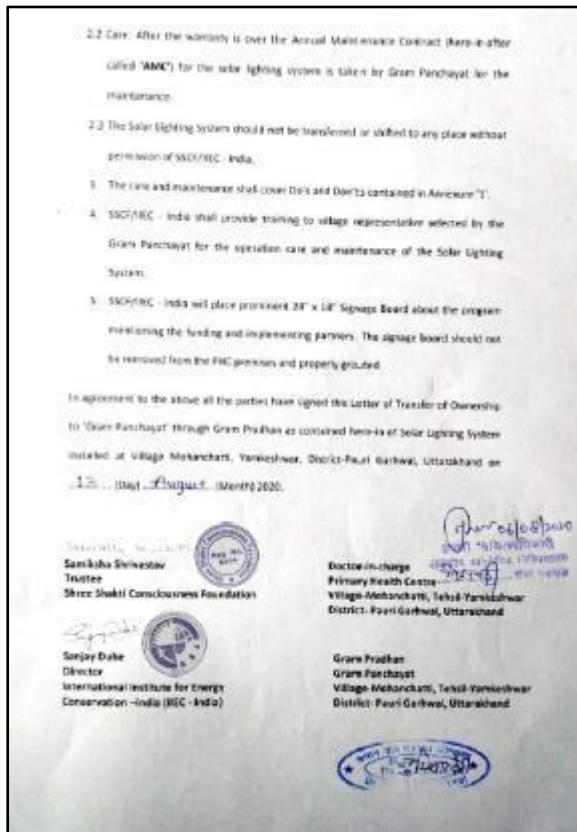 2.2 Care: After the warranty is over the Annual Maintenance Contract (here-in-after
called "AMC") for the solar lighting system is taken by Gram Panchayat for the
maintenance.
2.3 The Solar Lighting System should not be transferred or shifted to any place without
permission of SSCF/IIEC - India.
3. The care and maintenance shall cover Do's and Don'ts contained in Annexure '1'.
4. SSCF/IIEC - India shall provide training to village representative selected by the
Gram Panchayat for the operation care and maintenance of the Solar Lighting
System.
5. SSCF/IIEC - India will place prominent 24" x 18" Signage Board about the program
mentioning the funding and implementing partners. The signage board should not
be removed from the PHC premises and properly grouted.
In agreement to the above all the parties have signed this Letter of Transfer of Ownership
to 'Gram Panchayat' through Gram Pradhan as contained here-in of Solar Lighting System
installed at Village Mohanchatti, Yamkeshwar, District-Pauri Garhwal, Uttarakhand on
13 (Day) August (Month) 2020.
06/08/2020
Samiksha Shrivastav
Trustee
Shree Shakti Consciousness Foundation
Doctor-in-charge
Primary Health Centre
Village-Mohanchatti, Tehsil-Yamkeshwar
District- Pauri Garhwal, Uttarakhand
Sanjay Dube
Director
International Institute for Energy
Conservation –India (IIEC - India)
Gram Pradhan
Gram Panchayat
Village-Mohanchatti, Tehsil-Yamkeshwar
District- Pauri Garhwal, Uttarakhand